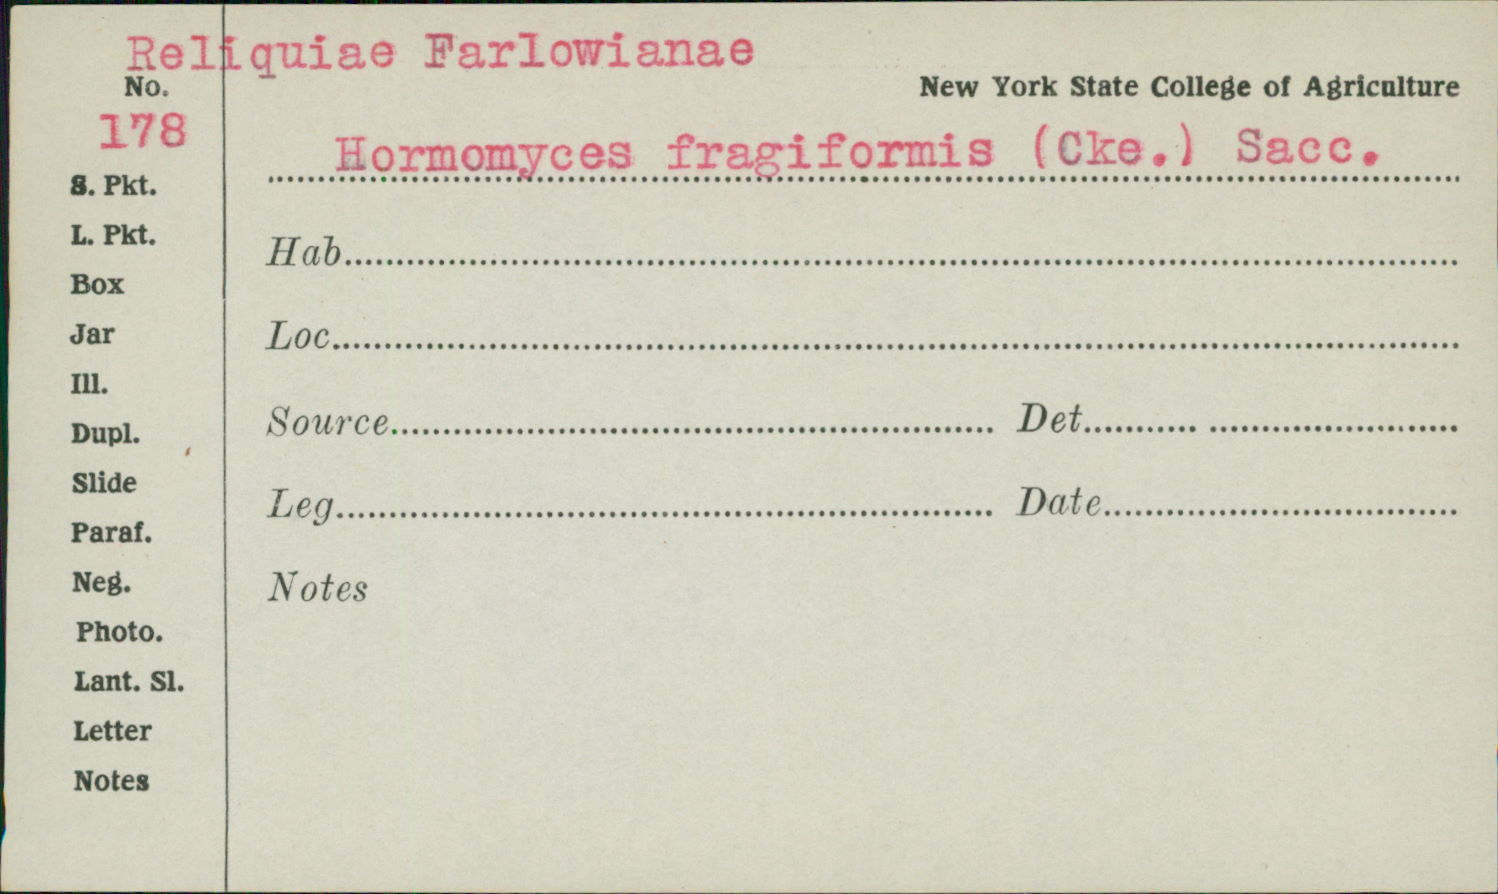 Reliquiae Farlowianae
No.
New York State College of Agriculture
178
Hormomyces fragiformis (Cke.) Sacc.
S. Pkt.
L. Pkt.
Hab
Box
Loc
Jar
Ill.
Source Det
Dupl.
Slide
Leg Date
Paraf.
Neg.
Notes
Photo.
Lant. Sl.
Letter
Notes